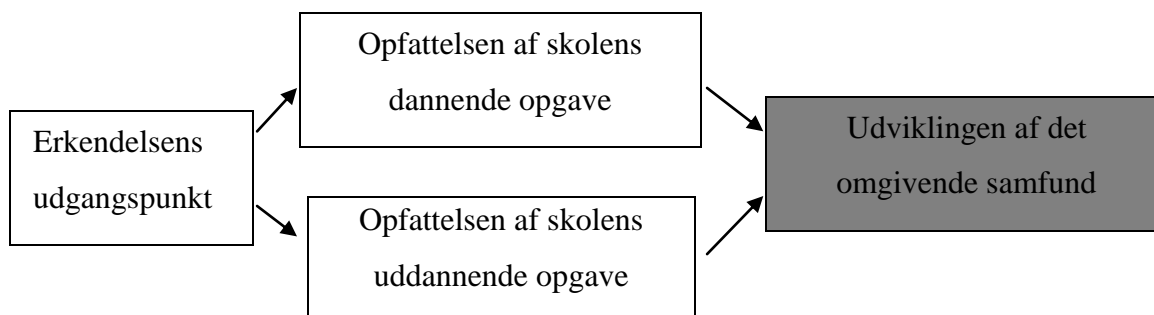 Erkendelsens
udgangspunkt
Opfattelsen af skolens
dannende opgave
Opfattelsen af skolens
uddannende opgave
Udviklingen af det
omgivende samfund